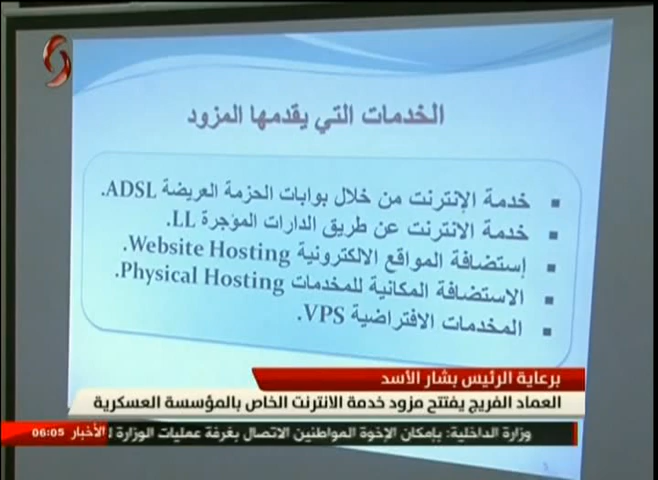 الخدمات التي يقدمها المزود
▪ خدمة الإنترنت من خلال بوابات الحزمة العريضة ADSL.
▪ خدمة الانترنت عن طريق الدارات المؤجرة LL.
▪ إستضافة المواقع الالكترونية Website Hosting.
▪ الاستضافة المكانية للمخدمات Physical Hosting.
▪ المخدمات الافتراضية VPS.
برعاية الرئيس بشار الأسد
العماد الفريج يفتتح مزود خدمة الانترنت الخاص بالمؤسسة العسكرية
وزارة الداخلية: بإمكان الإخوة المواطنين الاتصال بغرفة عمليات الوزارة
الأخبار 06:05
5